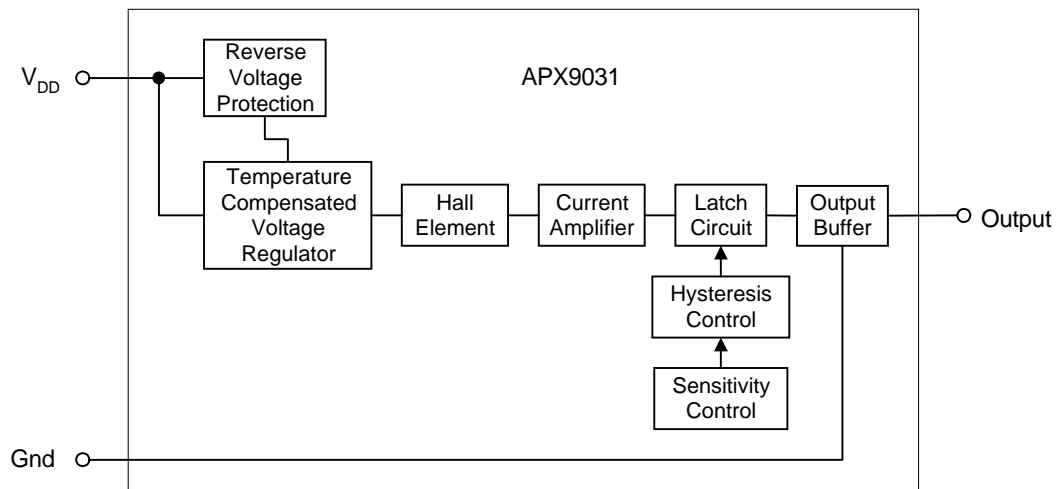 Reverse
Voltage
Protection
APX9031
VDD
Temperature
Compensated
Voltage
Regulator
Hall
Element
Current
Amplifier
Latch
Circuit
Output
Buffer
Output
Hysteresis
Control
Sensitivity
Control
Gnd